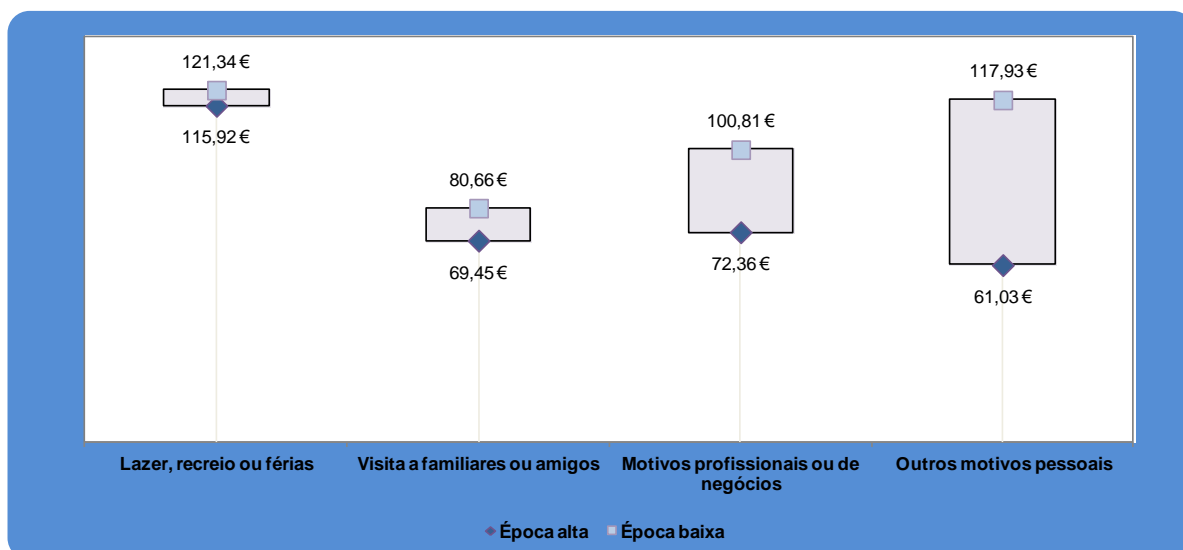 121,34 €
115,92 €
80,66 €
69,45 €
100,81 €
72,36 €
117,93 €
61,03 €
Lazer, recreio ou férias
Visita a familiares ou amigos
Motivos profissionais ou de
negócios
Outros motivos pessoais
Época alta
Época baixa